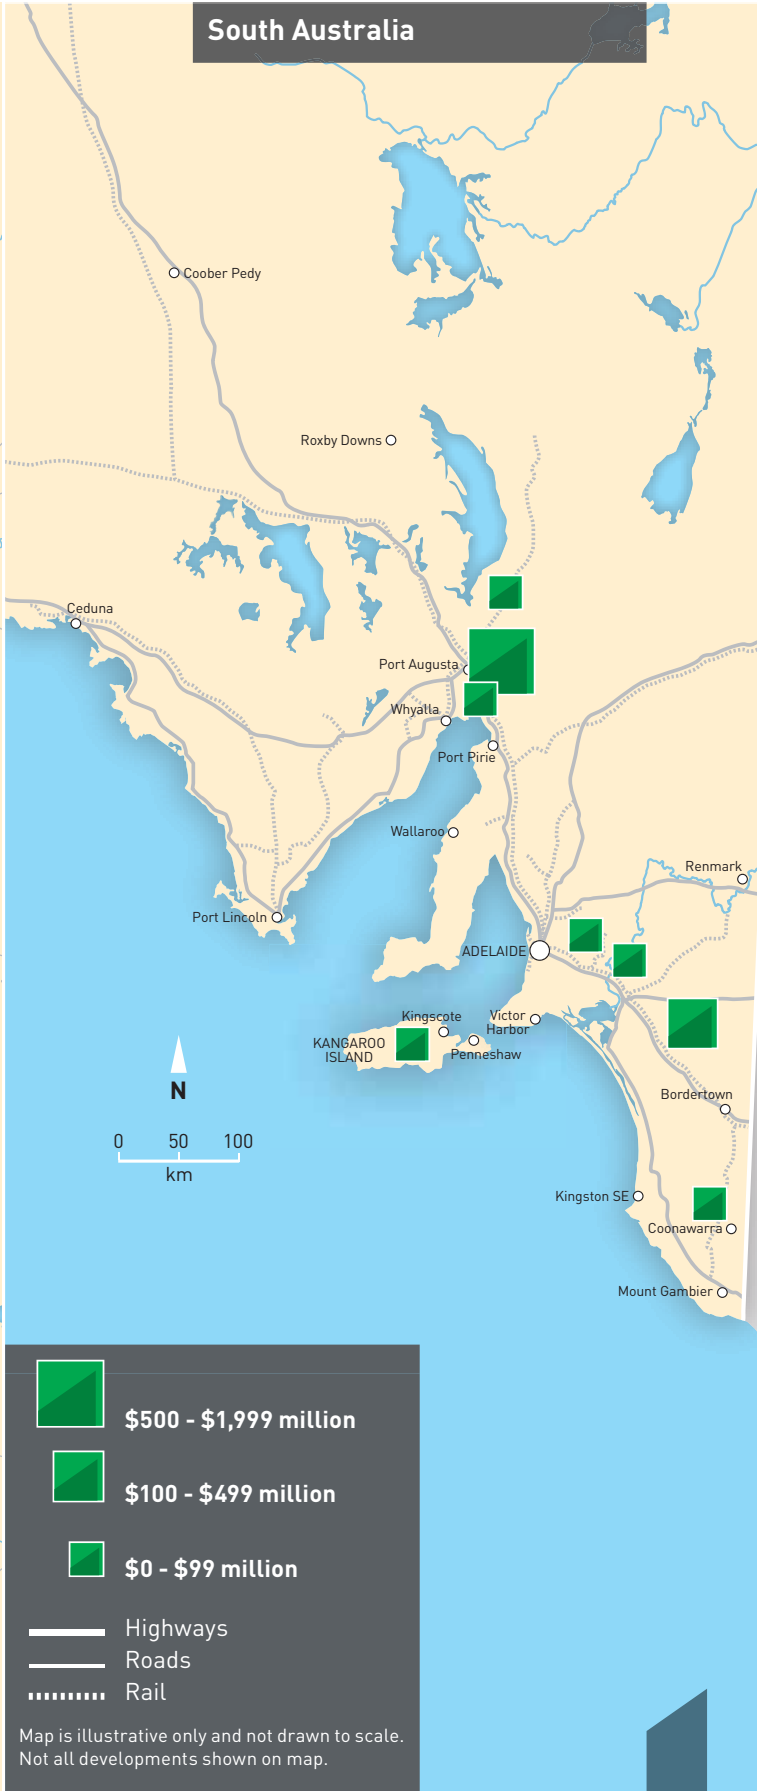 South Australia
Coober Pedy
Roxby Downs
Ceduna
Port Augusta
Whyalla
Port Pirie
Wallaroo
Renmark
Port Lincoln
ADELAIDE
Kingscote
Victor
Harbor
KANGAROO
ISLAND
Penneshaw
N
Bordertown
0 50 100
km
Kingston SE
Coonawarra
Mount Gambier
$500 - $1,999 million
$100 - $499 million
$0 - $99 million
Highways
Roads
Rail
Map is illustrative only and not drawn to scale.
Not all developments shown on map.